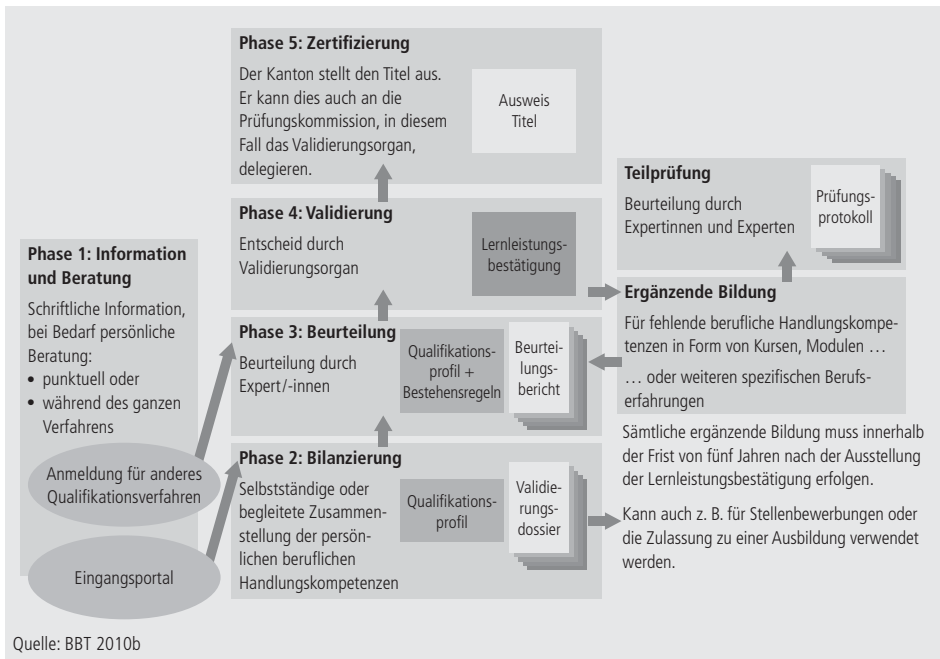 Phase 5: Zertifizierung
Der Kanton stellt den Titel aus.
Er kann dies auch an die
Prüfungskommission, in diesem
Fall das Validierungsorgan,
delegieren.
Ausweis
Titel
Teilprüfung
Beurteilung durch
Expertinnen und Experten
Prüfungs-
protokoll
Phase 4: Validierung
Entscheid durch
Validierungsorgan
Lernleistungs-
bestätigung
Phase 1: Information
und Beratung
Schriftliche Information,
bei Bedarf persönliche
Beratung:
• punktuell oder
• während des ganzen
Verfahrens
Ergänzende Bildung
Für fehlende berufliche Handlungskompe-
tenzen in Form von Kursen, Modulen …
… oder weiteren spezifischen Berufs-
erfahrungen
Phase 3: Beurteilung
Beurteilung durch
Expert/-innen
Qualifikations-
profil +
Bestehensregeln
Beurtei-
lungs-
bericht
Sämtliche ergänzende Bildung muss innerhalb
der Frist von fünf Jahren nach der Ausstellung
der Lernleistungsbestätigung erfolgen.
Anmeldung für anderes
Qualifikationsverfahren
Phase 2: Bilanzierung
Selbstständige oder
begleitete Zusammen-
stellung der persön-
lichen beruflichen
Handlungskompetenzen
Qualifikations-
profil
Validie-
rungs-
dossier
Kann auch z. B. für Stellenbewerbungen oder
die Zulassung zu einer Ausbildung verwendet
werden.
Eingangsportal
Quelle: BBT 2010b